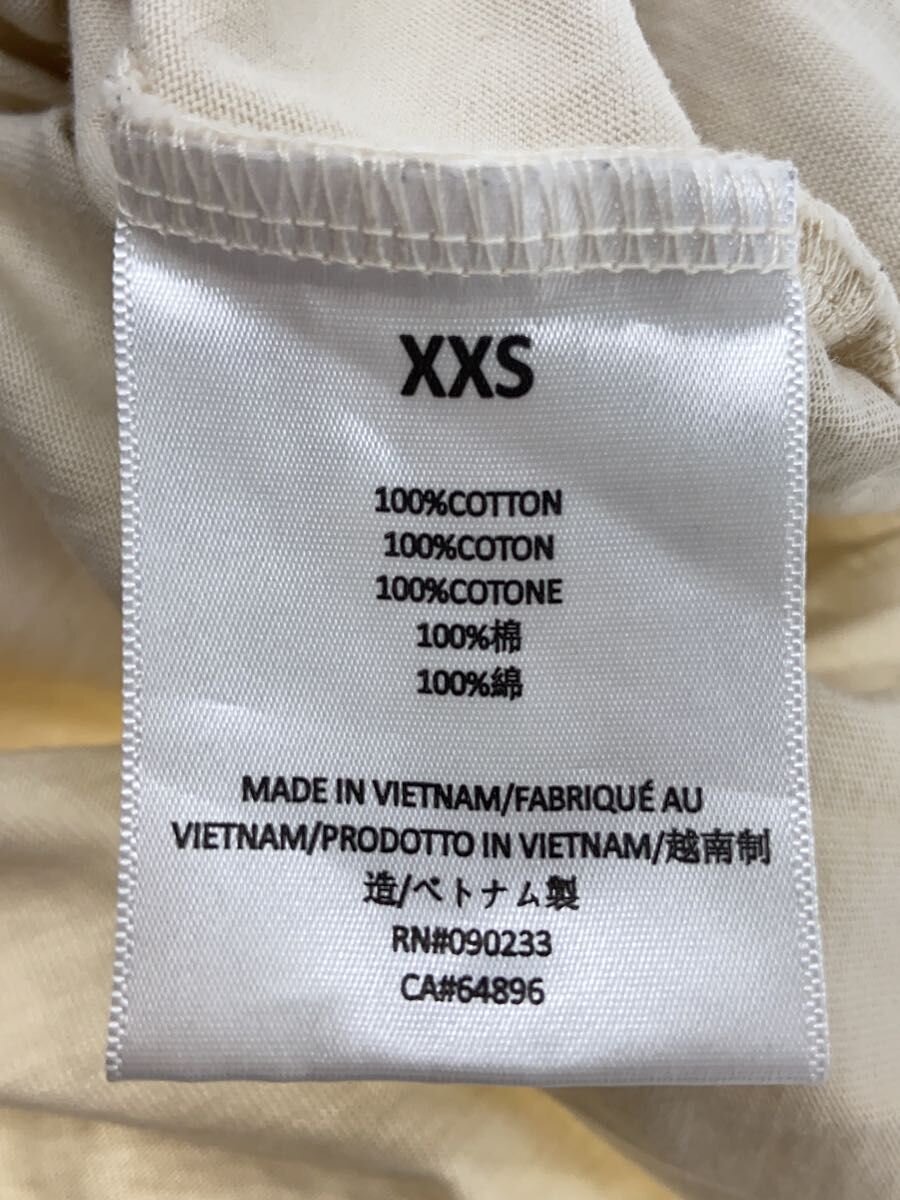 XXS
100%COTTON
100%COTON
100%COTONE
100%棉
100%綿
MADE IN VIETNAM/FABRIQUÉ AU
VIETNAM/PRODOTTO IN VIETNAM/越南制
造/ベトナム製
RN#090233
CA#64896